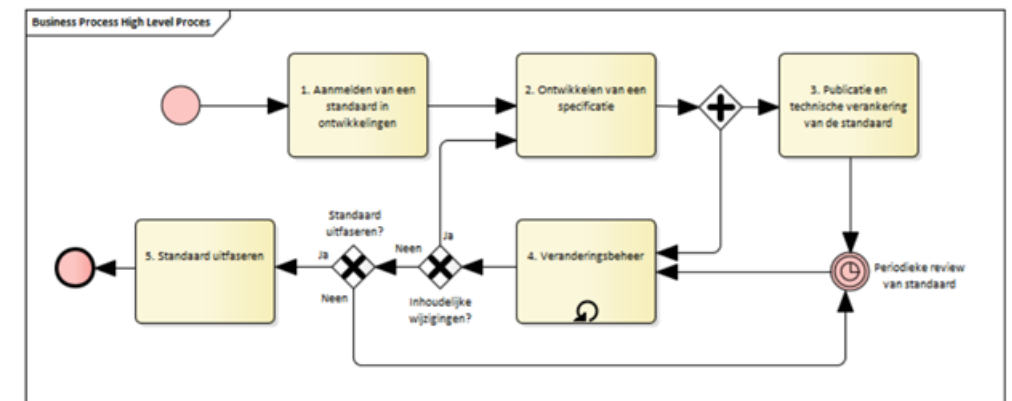 Business Process High Level Proces
1. Aanmelden van een
standaard in
ontwikkelingen
2. Ontwikkelen van een
specificatie
3. Publicatie en
technische verankering
van de standaard
Standaard
uitfaseren?
5. Standaard uitfaseren
Ja
Neen
Neen
Ja
Inhoudelijke
wijzigingen?
4. Veranderingsbeheer
Periodieke review
van standaard